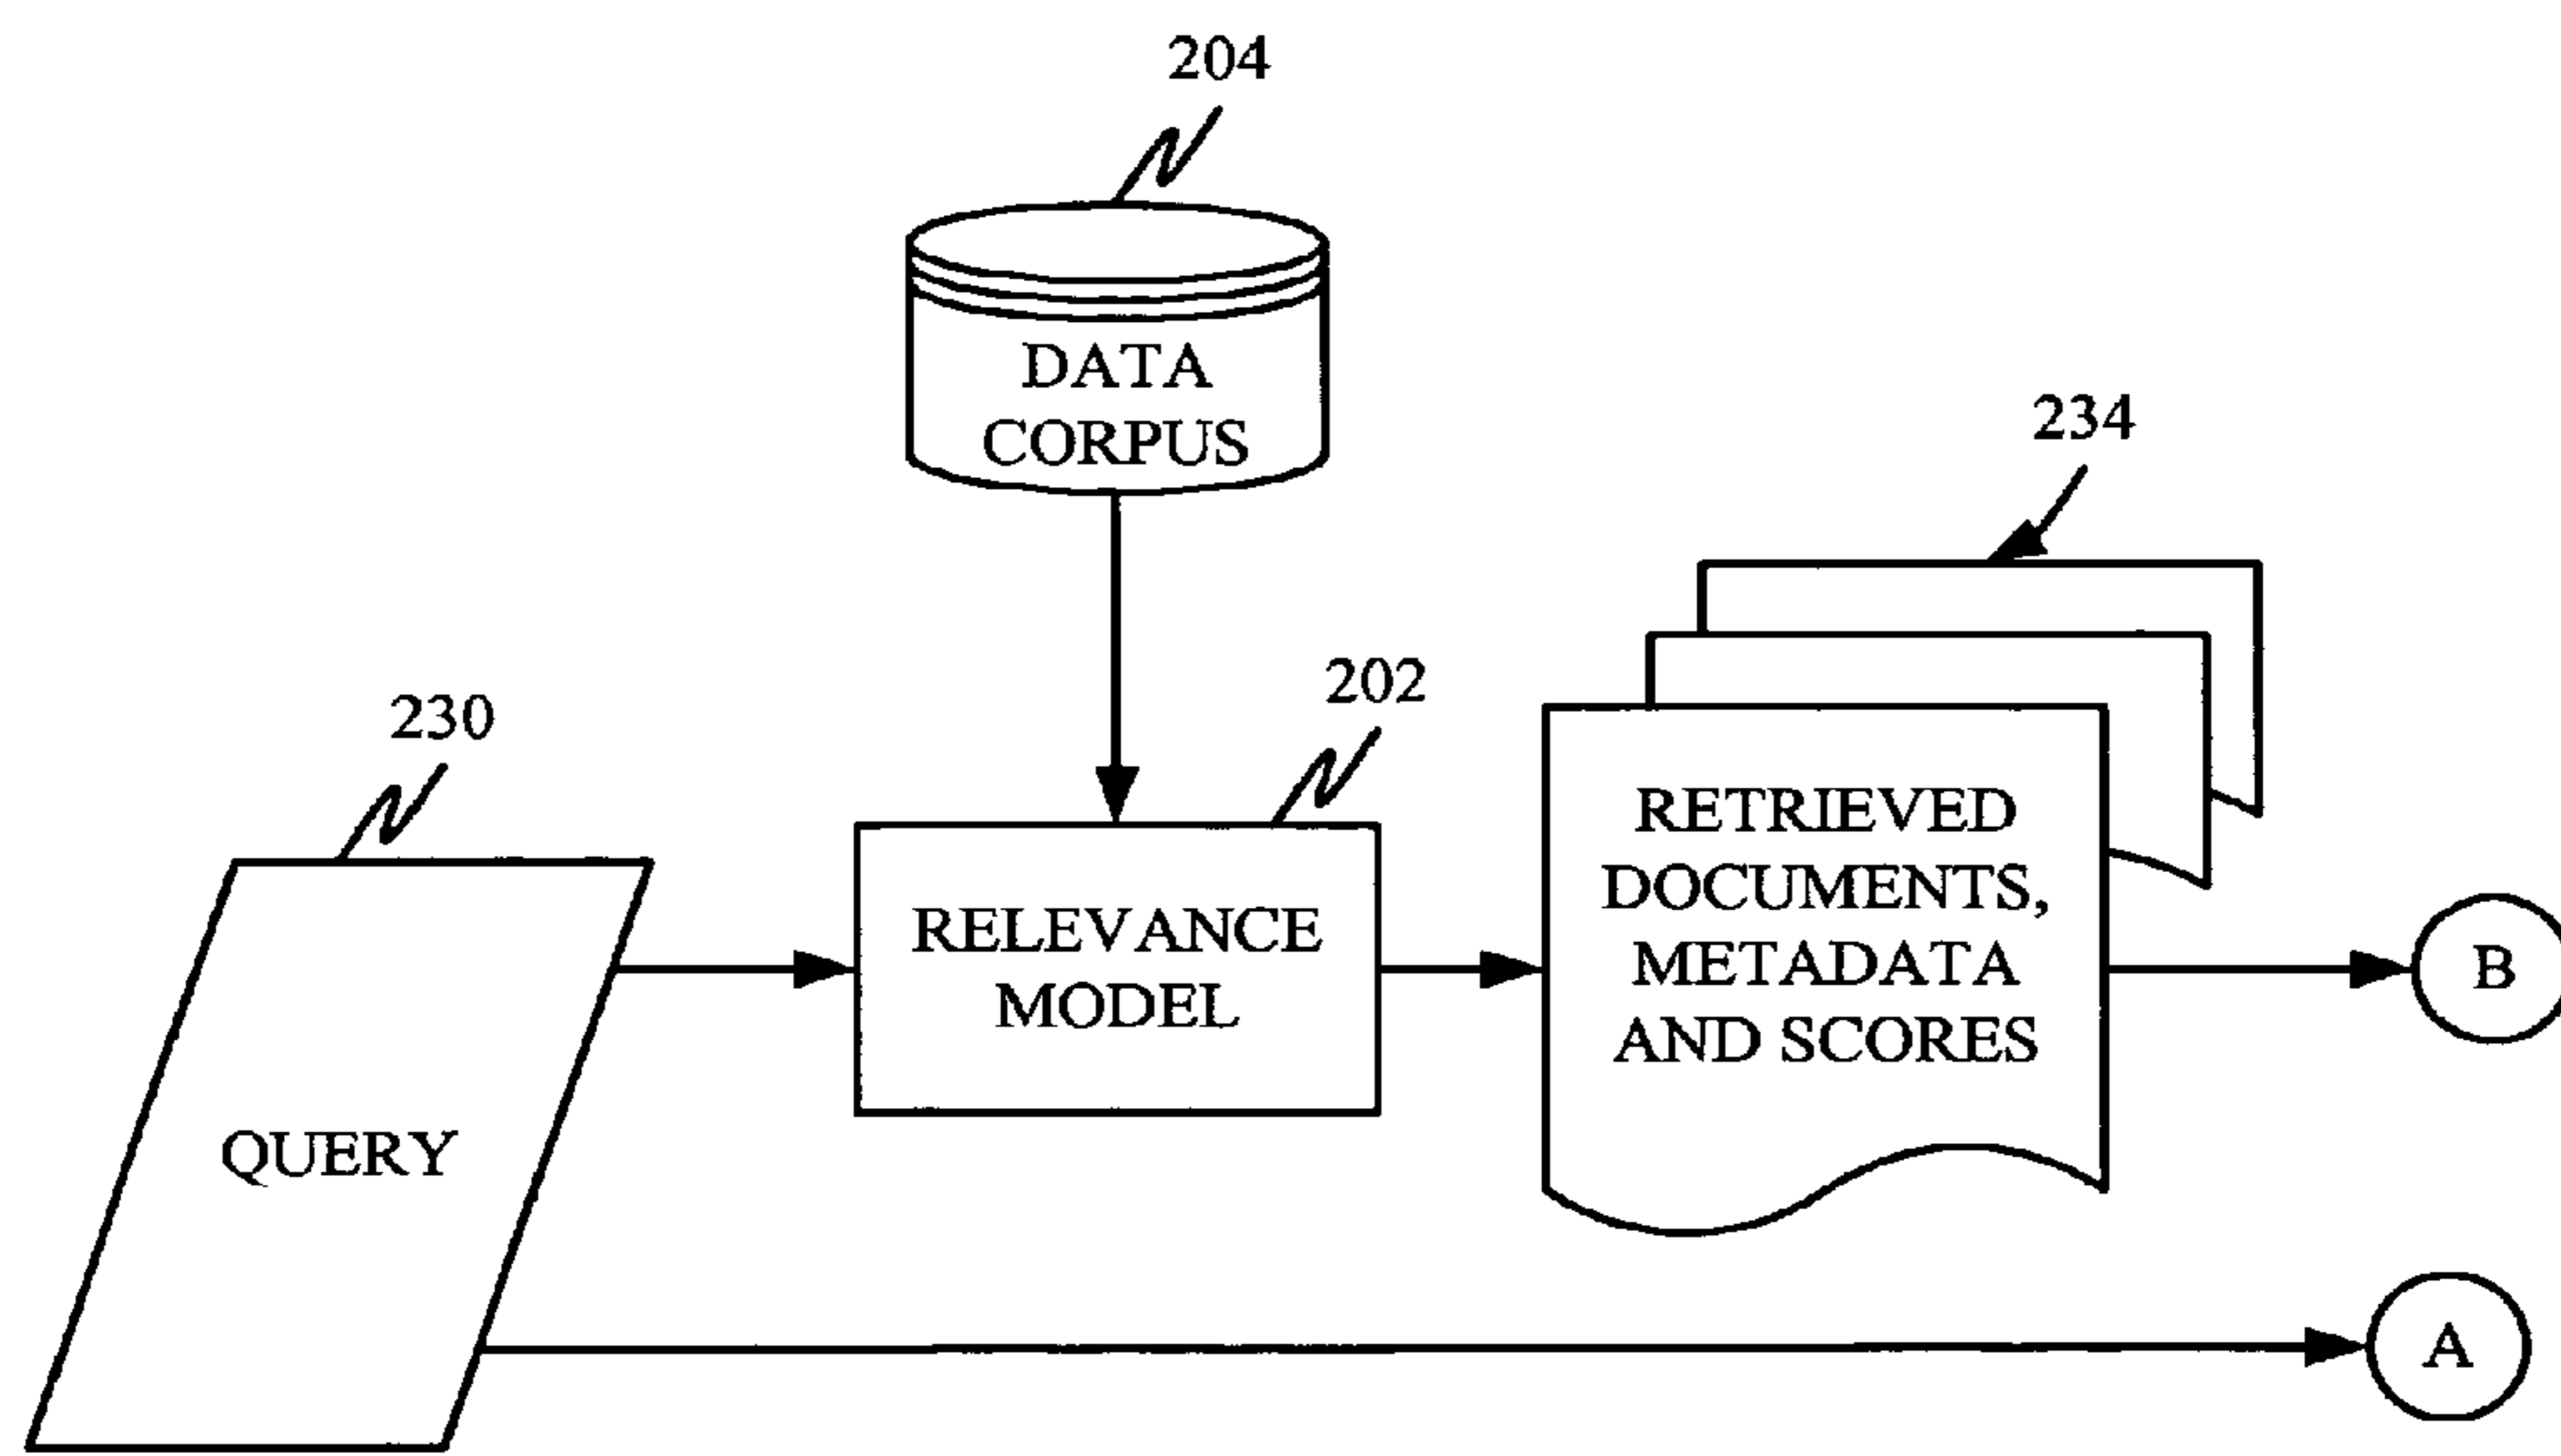 204
DATA
CORPUS
234
202
230
RELEVANCE
MODEL
RETRIEVED
DOCUMENTS,
METADATA
AND SCORES
B
QUERY
A